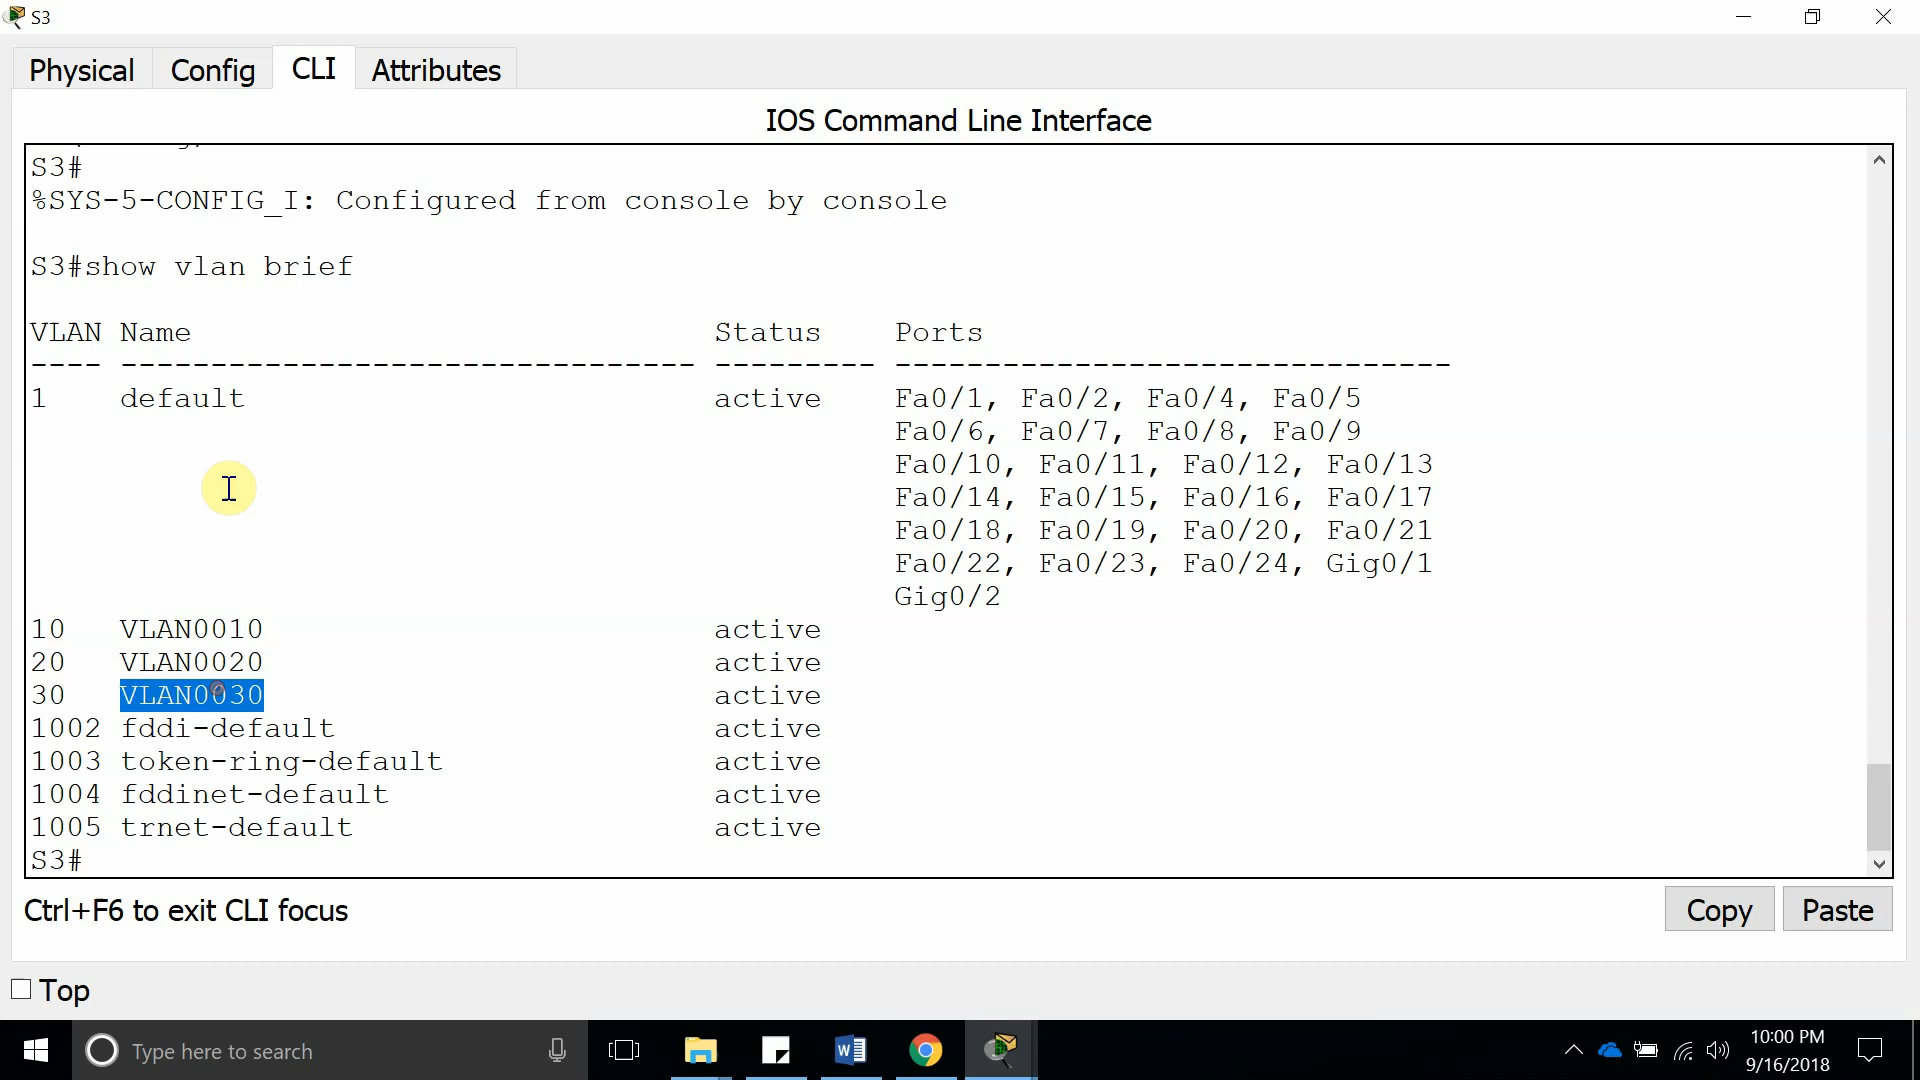 S3
Physical Config CLI Attributes
IOS Command Line Interface
S3#
%SYS-5-CONFIG_I: Configured from console by console
S3#show vlan brief
VLAN Name Status Ports
---- -------------------------------- --------- -------------------------------
1 default active Fa0/1, Fa0/2, Fa0/4, Fa0/5
Fa0/6, Fa0/7, Fa0/8, Fa0/9
Fa0/10, Fa0/11, Fa0/12, Fa0/13
Fa0/14, Fa0/15, Fa0/16, Fa0/17
Fa0/18, Fa0/19, Fa0/20, Fa0/21
Fa0/22, Fa0/23, Fa0/24, Gig0/1
Gig0/2
10 VLAN0010 active
20 VLAN0020 active
30 VLAN0030 active
1002 fddi-default active
1003 token-ring-default active
1004 fddinet-default active
1005 trnet-default active
S3#
Ctrl+F6 to exit CLI focus
Copy Paste
Top
Type here to search
10:00 PM
9/16/2018